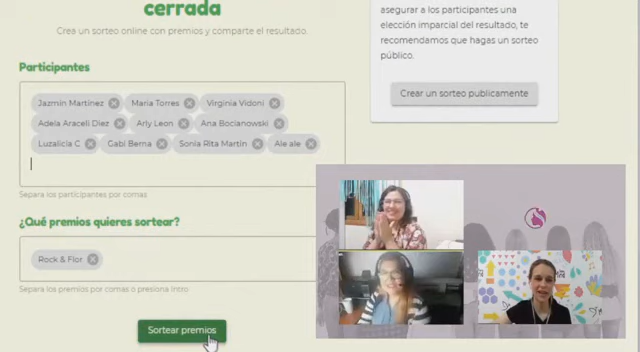 cerrada
Crea un sorteo online con premios y comparte el resultado.
Participantes
Jazmin Martínez
Maria Torres
Virginia Vidoni
Adela Araceli Diez
Arly Leon
Ana Bocianowski
Luzalicia C
Gabi Berna
Sonia Rita Martin
Ale ale
Separa los participantes por comas
¿Qué premios quieres sortear?
Rock & Flor
Separa los premios por comas o presiona Intro
Sortear premios
asegurar a los participantes una
elección imparcial del resultado, te
recomendamos que hagas un sorteo
público.
Crear un sorteo publicamente